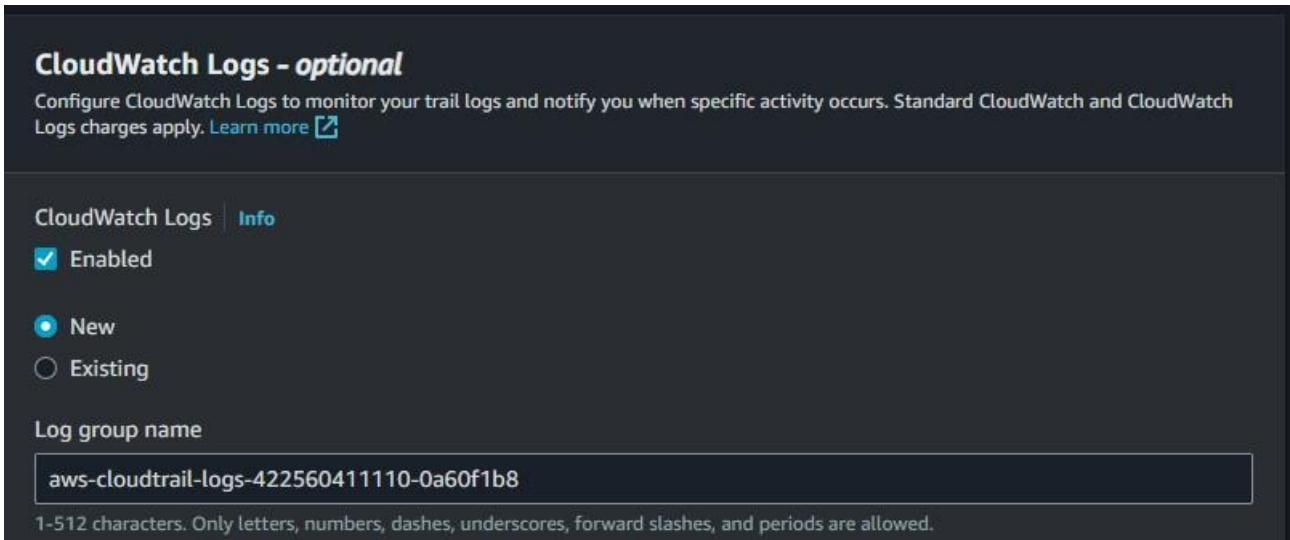 CloudWatch Logs - optional
Configure CloudWatch Logs to monitor your trail logs and notify you when specific activity occurs. Standard CloudWatch and CloudWatch
Logs charges apply. Learn more
CloudWatch Logs Info
Enabled
New
Existing
Log group name
aws-cloudtrail-logs-422560411110-0a60f1b8
1-512 characters. Only letters, numbers, dashes, underscores, forward slashes, and periods are allowed.